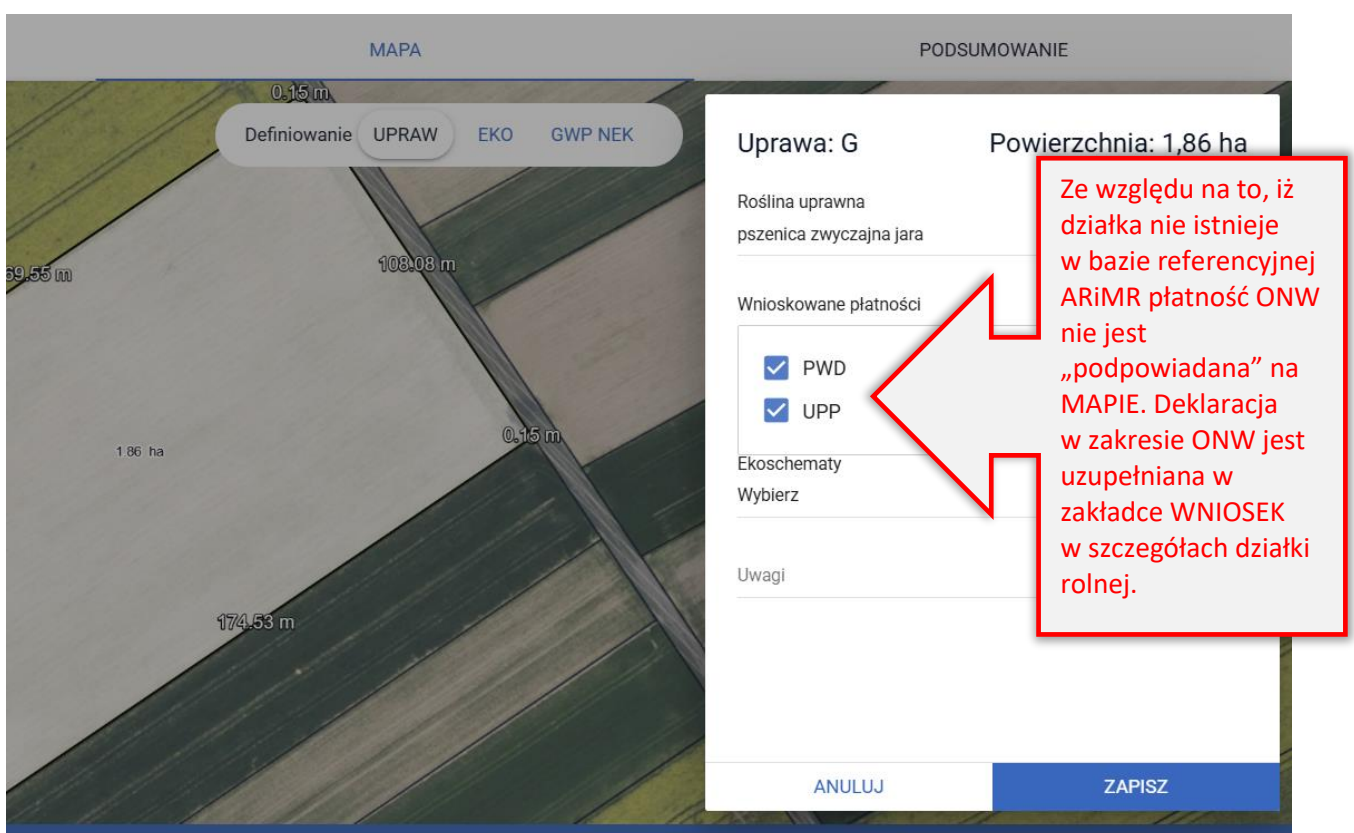 MAPA
PODSUMOWANIE
0.15 m
Definiowanie UPRAW EKO GWP NEK
69.55 m
108.08 m
0.15 m
1.86 ha
174.53 m
Uprawa: G
Powierzchnia: 1,86 ha
Roślina uprawna
pszenica zwyczajna jara
Wnioskowane płatności
PWD
UPP
Ekoschematy
Wybierz
Uwagi
ANULUJ
ZAPISZ
Ze względu na to, iż
działka nie istnieje
w bazie referencyjnej
ARiMR płatność ONW
nie jest
„podpowiadana” na
MAPIE. Deklaracja
w zakresie ONW jest
uzupełniana w
zakładce WNIOSEK
w szczegółach działki
rolnej.